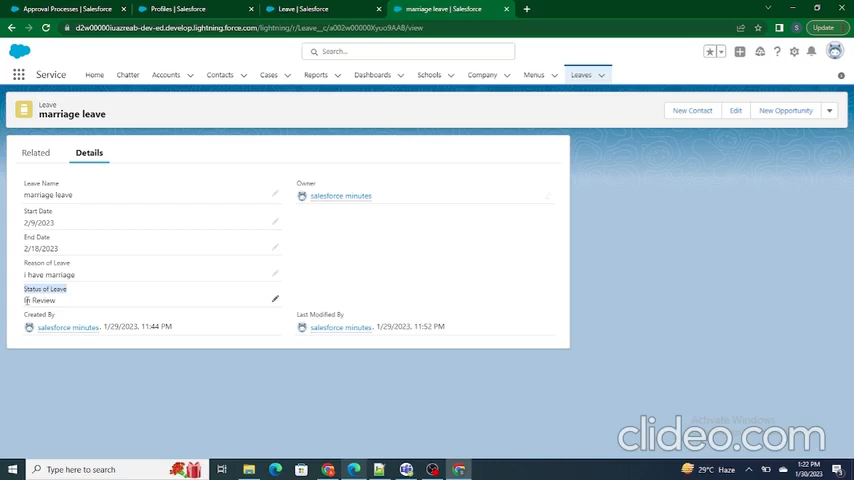 Approval Processes | Salesforce
Profiles | Salesforce
Leave | Salesforce
marriage leave | Salesforce
d2w00000iuazreab-dev-ed.develop.lightning.force.com/lightning/r/Leave__c/a002w00000Xyuo9AAB/view
S
Update
Search...
Service
Home
Chatter
Accounts
Contacts
Cases
Reports
Dashboards
Schools
Company
Menus
Leaves
Leave
marriage leave
New Contact
Edit
New Opportunity
Related
Details
Leave Name
marriage leave
Owner
salesforce minutes
Start Date
2/9/2023
End Date
2/18/2023
Reason of Leave
i have marriage
Status of Leave
In Review
Created By
salesforce minutes, 1/29/2023, 11:44 PM
Last Modified By
salesforce minutes, 1/29/2023, 11:52 PM
Activate Windows
clideo.com
Type here to search
29°C Haze
1:22 PM
1/30/2023
3